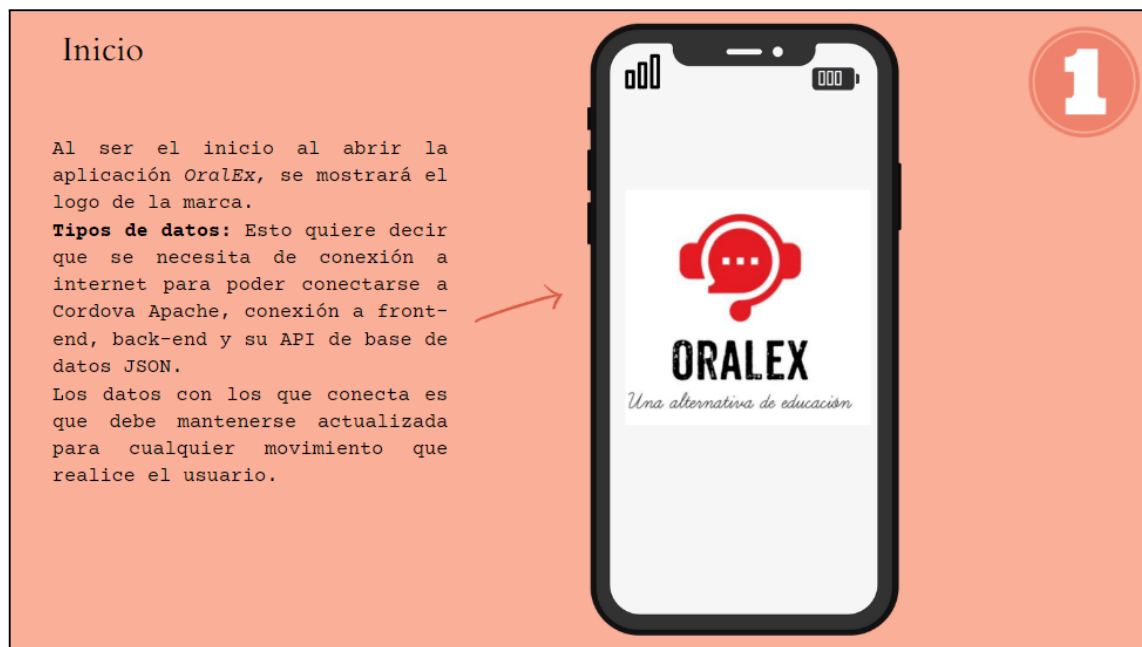 Inicio
1
Al ser el inicio al abrir la
aplicación OralEx, se mostrará el
logo de la marca.
Tipos de datos: Esto quiere decir
que se necesita de conexión a
internet para poder conectarse a
Cordova Apache, conexión a front-
end, back-end y su API de base de
datos JSON.
Los datos con los que conecta es
que debe mantenerse actualizada
para cualquier movimiento que
realice el usuario.
ORALEX
Una alternativa de educación